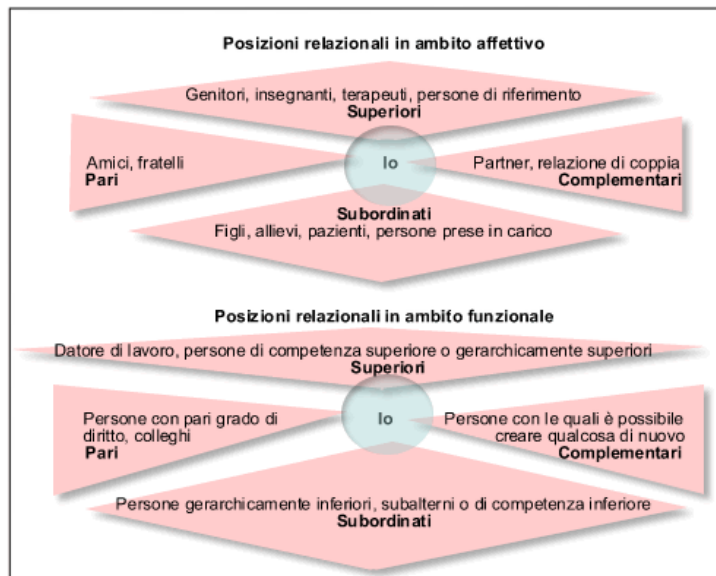 Posizioni relazionali in ambito affettivo
Genitori, insegnanti, terapeuti, persone di riferimento
Superiori
Amici, fratelli
Pari
Io
Partner, relazione di coppia
Complementari
Subordinati
Figli, allievi, pazienti, persone prese in carico
Posizioni relazionali in ambito funzionale
Datore di lavoro, persone di competenza superiore o gerarchicamente superiori
Superiori
Persone con pari grado di
diritto, colleghi
Pari
Io
Persone con le quali è possibile
creare qualcosa di nuovo
Complementari
Persone gerarchicamente inferiori, subalterni o di competenza inferiore
Subordinati